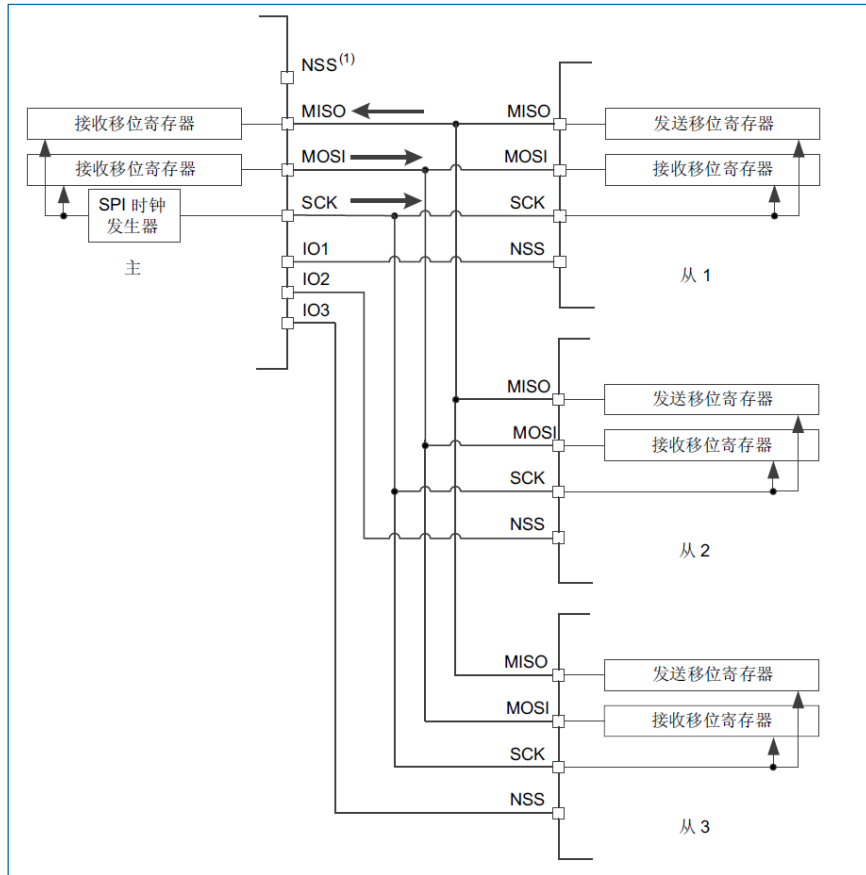 NSS(1)
MISO
MISO
接收移位寄存器
发送移位寄存器
MOSI
MOSI
接收移位寄存器
接收移位寄存器
SCK
SCK
SPI 时钟
发生器
IO1
NSS
主
从 1
IO2
IO3
MISO
发送移位寄存器
MOSI
接收移位寄存器
SCK
NSS
从 2
MISO
发送移位寄存器
MOSI
接收移位寄存器
SCK
NSS
从 3